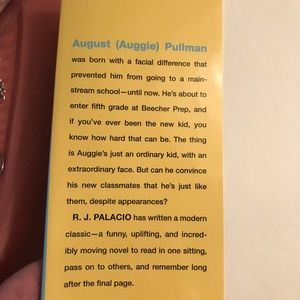 August (Auggie) Pullman
was born with a facial difference that
prevented him from going to a main-
stream school—until now. He's about to
enter fifth grade at Beecher Prep, and
if you've ever been the new kid, you
know how hard that can be. The thing
is Auggie's just an ordinary kid, with an
extraordinary face. But can he convince
his new classmates that he's just like
them, despite appearances?
R. J. PALACIO has written a modern
classic—a funny, uplifting, and incred-
ibly moving novel to read in one sitting,
pass on to others, and remember long
after the final page.